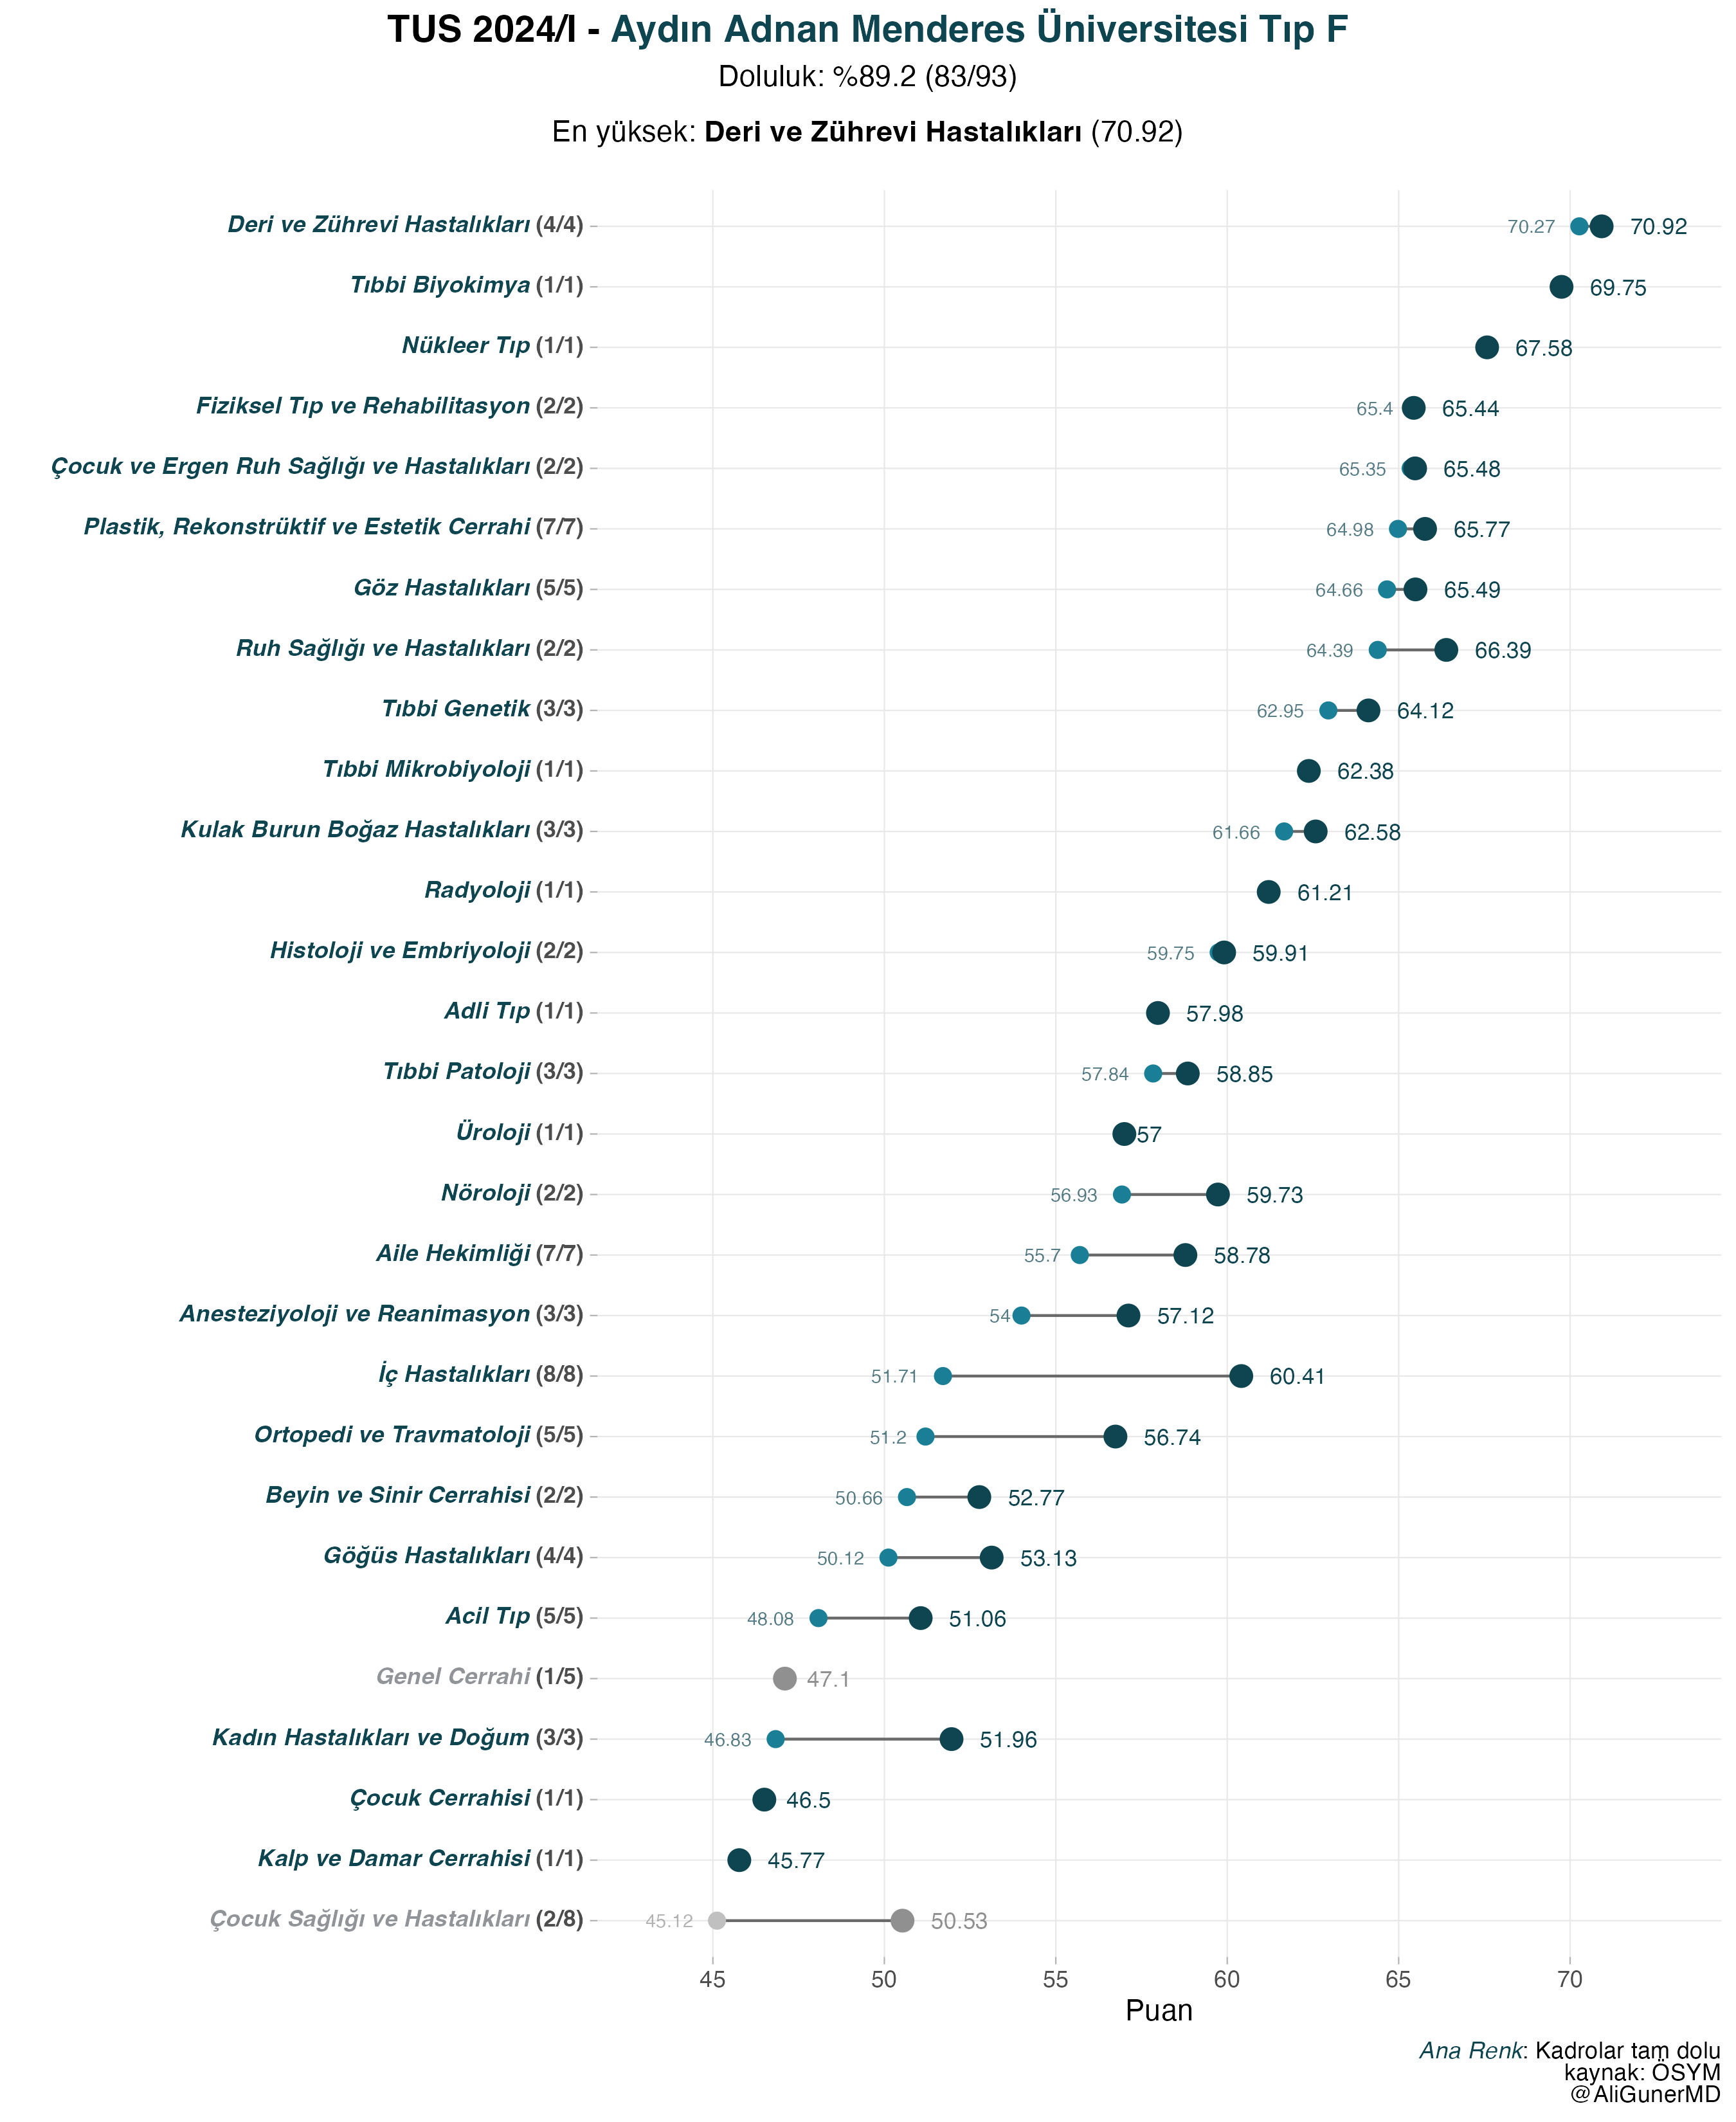 TUS 2024/I - Aydın Adnan Menderes Üniversitesi Tıp F
Doluluk: %89.2 (83/93)
En yüksek: Deri ve Zührevi Hastalıkları (70.92)
Deri ve Zührevi Hastalıkları (4/4) 70.27 70.92
Tıbbi Biyokimya (1/1) 69.75
Nükleer Tıp (1/1) 67.58
Fiziksel Tıp ve Rehabilitasyon (2/2) 65.4 65.44
Çocuk ve Ergen Ruh Sağlığı ve Hastalıkları (2/2) 65.35 65.48
Plastik, Rekonstrüktif ve Estetik Cerrahi (7/7) 64.98 65.77
Göz Hastalıkları (5/5) 64.66 65.49
Ruh Sağlığı ve Hastalıkları (2/2) 64.39 66.39
Tıbbi Genetik (3/3) 62.95 64.12
Tıbbi Mikrobiyoloji (1/1) 62.38
Kulak Burun Boğaz Hastalıkları (3/3) 61.66 62.58
Radyoloji (1/1) 61.21
Histoloji ve Embriyoloji (2/2) 59.75 59.91
Adli Tıp (1/1) 57.98
Tıbbi Patoloji (3/3) 57.84 58.85
Üroloji (1/1) 57
Nöroloji (2/2) 56.93 59.73
Aile Hekimliği (7/7) 55.7 58.78
Anesteziyoloji ve Reanimasyon (3/3) 54 57.12
İç Hastalıkları (8/8) 51.71 60.41
Ortopedi ve Travmatoloji (5/5) 51.2 56.74
Beyin ve Sinir Cerrahisi (2/2) 50.66 52.77
Göğüs Hastalıkları (4/4) 50.12 53.13
Acil Tıp (5/5) 48.08 51.06
Genel Cerrahi (1/5) 47.1
Kadın Hastalıkları ve Doğum (3/3) 46.83 51.96
Çocuk Cerrahisi (1/1) 46.5
Kalp ve Damar Cerrahisi (1/1) 45.77
Çocuk Sağlığı ve Hastalıkları (2/8) 45.12 50.53
45 50 55 60 65 70
Puan
Ana Renk: Kadrolar tam dolu
kaynak: ÖSYM
@AliGunerMD